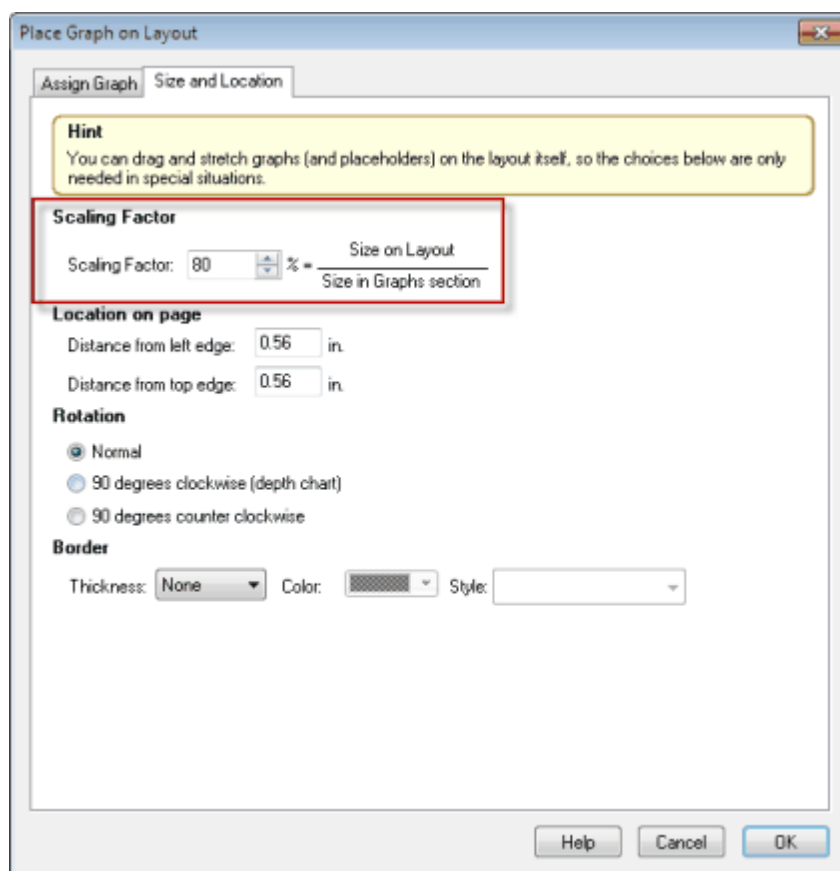 Place Graph on Layout
Assign Graph Size and Location
Hint
You can drag and stretch graphs (and placeholders) on the layout itself, so the choices below are only
needed in special situations.
Scaling Factor
Scaling Factor: 80 % = Size on Layout
Size in Graphs section
Location on page
Distance from left edge: 0.56 in.
Distance from top edge: 0.56 in.
Rotation
Normal
90 degrees clockwise (depth chart)
90 degrees counter clockwise
Border
Thickness: None Color: Style:
Help Cancel OK